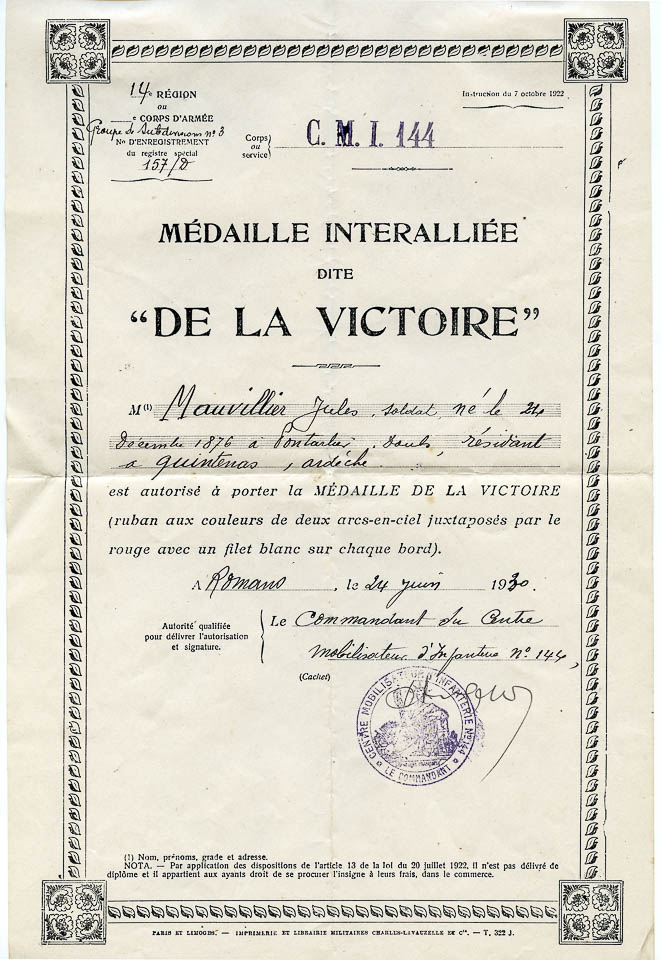 14e RÉGION
ou
e CORPS D'ARMÉE
Groupe de Subdivisions no 3
No D'ENREGISTREMENT
du registre spécial
157/D
Instruction du 7 octobre 1922
Corps
ou
service
C. M. I. 144
MÉDAILLE INTERALLIÉE
DITE
"DE LA VICTOIRE"
M(1) Mauvillier Jules, soldat, né le 24
Décembre 1876 à Pontarlier, Doubs, résidant
a quintenas, ardèche.
est autorisé à porter la MÉDAILLE DE LA VICTOIRE
(ruban aux couleurs de deux arcs-en-ciel juxtaposés par le
rouge avec un filet blanc sur chaque bord).
A Romans, le 24 juin 1930.
Autorité qualifiée
pour délivrer l'autorisation
et signature.
Le Commandant du Centre
Mobilisateur d'Infanterie No 144,
(Cachet)
CENTRE MOBILISATEUR D'INFANTERIE No 144
LE COMMANDANT
(1) Nom, prénoms, grade et adresse.
NOTA. — Par application des dispositions de l'article 13 de la loi du 20 juillet 1922, il n'est pas délivré de
diplôme et il appartient aux ayants droit de se procurer l'insigne à leurs frais, dans le commerce.
PARIS ET LIMOGES. — IMPRIMERIE ET LIBRAIRIE MILITAIRES CHARLES-LAVAUZELLE ET Cie. — T. 322 J.